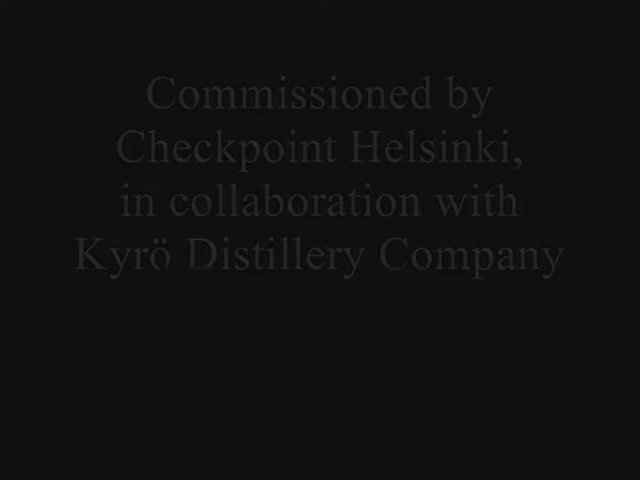 Commissioned by
Checkpoint Helsinki,
in collaboration with
Kyrö Distillery Company